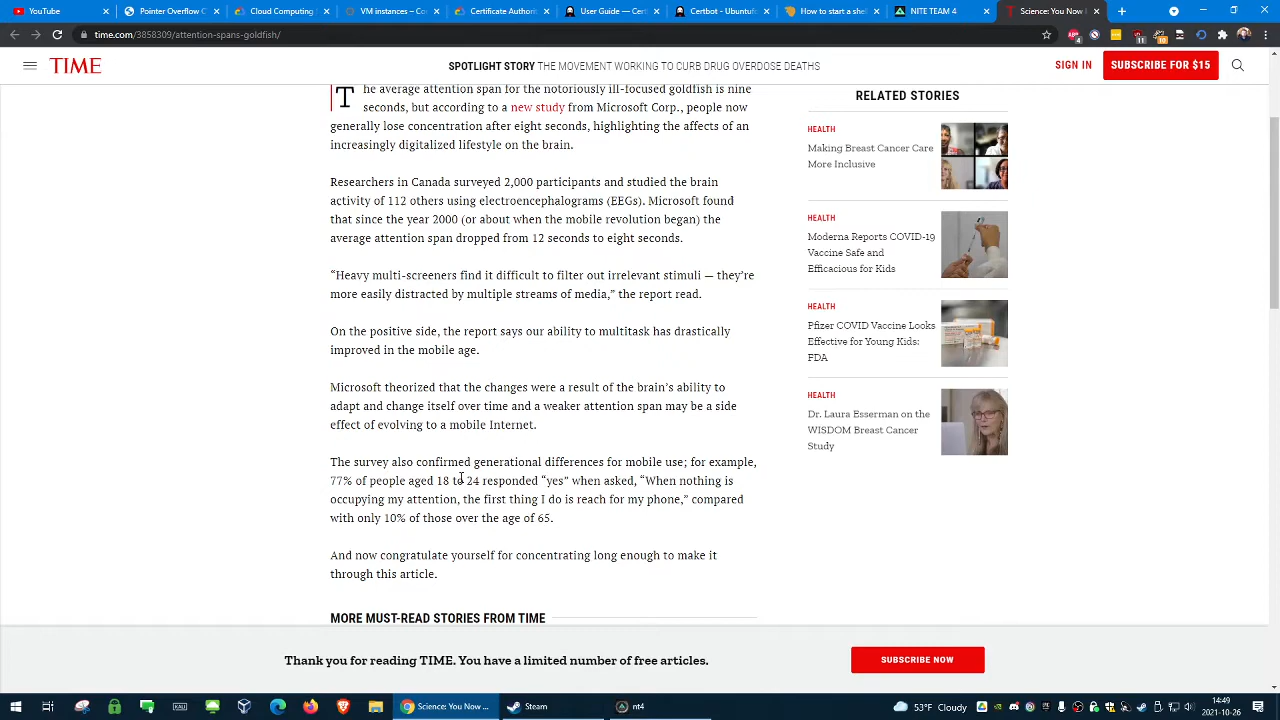 YouTube
Pointer Overflow C
Cloud Computing
VM instances – Co
Certificate Author
User Guide — Cert
Certbot - Ubuntu
How to start a shel
NITE TEAM 4
Science: You Now L
time.com/3858309/attention-spans-goldfish/
TIME
SPOTLIGHT STORY THE MOVEMENT WORKING TO CURB DRUG OVERDOSE DEATHS
SIGN IN
SUBSCRIBE FOR $15
The average attention span for the notoriously ill-focused goldfish is nine
seconds, but according to a new study from Microsoft Corp., people now
generally lose concentration after eight seconds, highlighting the affects of an
increasingly digitalized lifestyle on the brain.
Researchers in Canada surveyed 2,000 participants and studied the brain
activity of 112 others using electroencephalograms (EEGs). Microsoft found
that since the year 2000 (or about when the mobile revolution began) the
average attention span dropped from 12 seconds to eight seconds.
“Heavy multi-screeners find it difficult to filter out irrelevant stimuli — they’re
more easily distracted by multiple streams of media,” the report read.
On the positive side, the report says our ability to multitask has drastically
improved in the mobile age.
Microsoft theorized that the changes were a result of the brain’s ability to
adapt and change itself over time and a weaker attention span may be a side
effect of evolving to a mobile Internet.
The survey also confirmed generational differences for mobile use; for example,
77% of people aged 18 to 24 responded “yes” when asked, “When nothing is
occupying my attention, the first thing I do is reach for my phone,” compared
with only 10% of those over the age of 65.
And now congratulate yourself for concentrating long enough to make it
through this article.
MORE MUST-READ STORIES FROM TIME
RELATED STORIES
HEALTH
Making Breast Cancer Care
More Inclusive
HEALTH
Moderna Reports COVID-19
Vaccine Safe and
Efficacious for Kids
HEALTH
Pfizer COVID Vaccine Looks
Effective for Young Kids:
FDA
HEALTH
Dr. Laura Esserman on the
WISDOM Breast Cancer
Study
Thank you for reading TIME. You have a limited number of free articles.
SUBSCRIBE NOW
Science: You Now ...
Steam
nt4
53°F Cloudy
14:49
2021-10-26